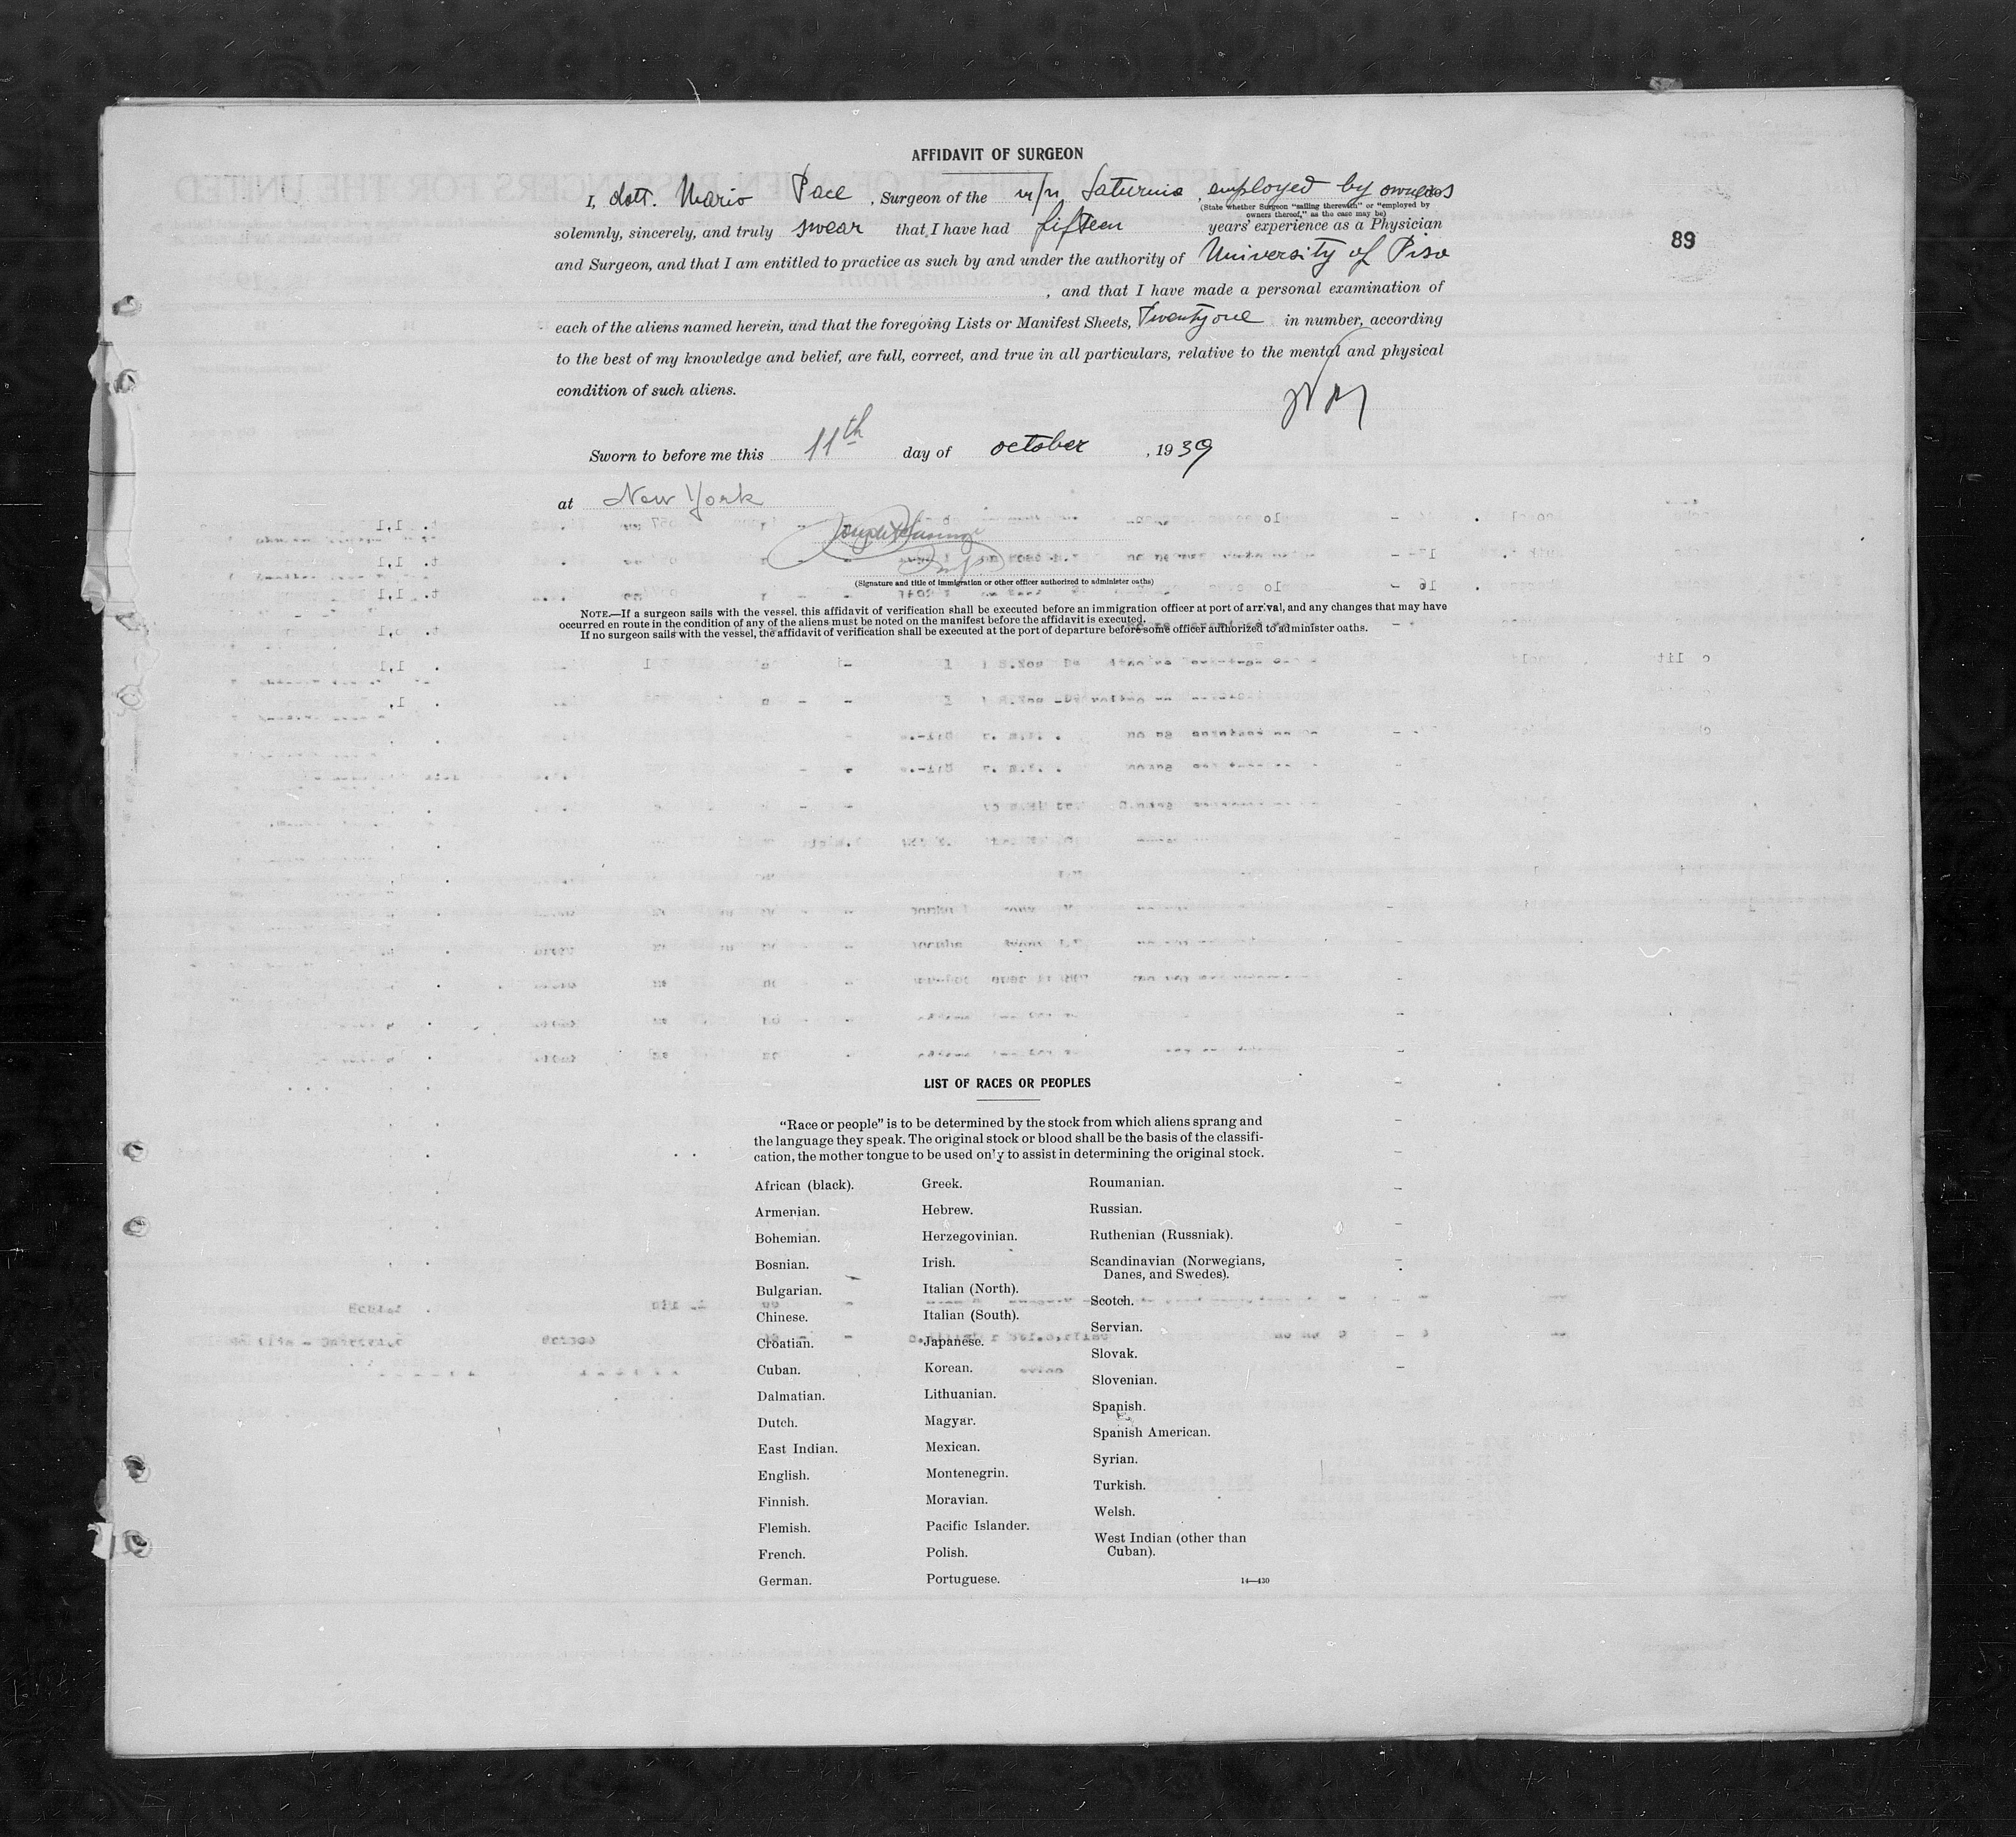 AFFIDAVIT OF SURGEON
I, dott. Mario Pace, Surgeon of the m/n Saturnia, employed by owners
(State whether Surgeon "sailing therewith" or "employed by
owners thereof," as the case may be)
solemnly, sincerely, and truly swear that I have had fifteen years' experience as a Physician
89
and Surgeon, and that I am entitled to practice as such by and under the authority of University of Pisa
, and that I have made a personal examination of
each of the aliens named herein, and that the foregoing Lists or Manifest Sheets, Twenty one in number, according
to the best of my knowledge and belief, are full, correct, and true in all particulars, relative to the mental and physical
condition of such aliens.
Sworn to before me this 11th day of october, 1939
at New York
(Signature and title of immigration or other officer authorized to administer oaths)
NOTE.—If a surgeon sails with the vessel, this affidavit of verification shall be executed before an immigration officer at port of arrival, and any changes that may have
occurred en route in the condition of any of the aliens must be noted on the manifest before the affidavit is executed.
If no surgeon sails with the vessel, the affidavit of verification shall be executed at the port of departure before some officer authorized to administer oaths.
LIST OF RACES OR PEOPLES
"Race or people" is to be determined by the stock from which aliens sprang and
the language they speak. The original stock or blood shall be the basis of the classifi-
cation, the mother tongue to be used only to assist in determining the original stock.
African (black).
Armenian.
Bohemian.
Bosnian.
Bulgarian.
Chinese.
Croatian.
Cuban.
Dalmatian.
Dutch.
East Indian.
English.
Finnish.
Flemish.
French.
German.
Greek.
Hebrew.
Herzegovinian.
Irish.
Italian (North).
Italian (South).
Japanese.
Korean.
Lithuanian.
Magyar.
Mexican.
Montenegrin.
Moravian.
Pacific Islander.
Polish.
Portuguese.
Roumanian.
Russian.
Ruthenian (Russniak).
Scandinavian (Norwegians,
Danes, and Swedes).
Scotch.
Servian.
Slovak.
Slovenian.
Spanish.
Spanish American.
Syrian.
Turkish.
Welsh.
West Indian (other than
Cuban).
14—430